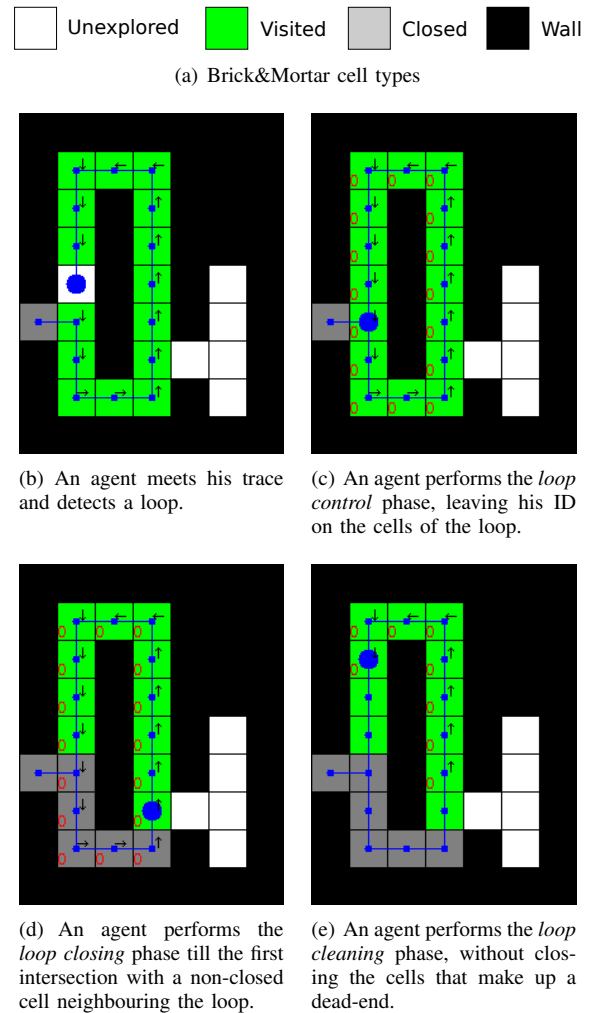 Unexplored Visited Closed Wall
(a) Brick&Mortar cell types
(b) An agent meets his trace
and detects a loop.
(c) An agent performs the loop
control phase, leaving his ID
on the cells of the loop.
(d) An agent performs the
loop closing phase till the first
intersection with a non-closed
cell neighbouring the loop.
(e) An agent performs the loop
cleaning phase, without clos-
ing the cells that make up a
dead-end.